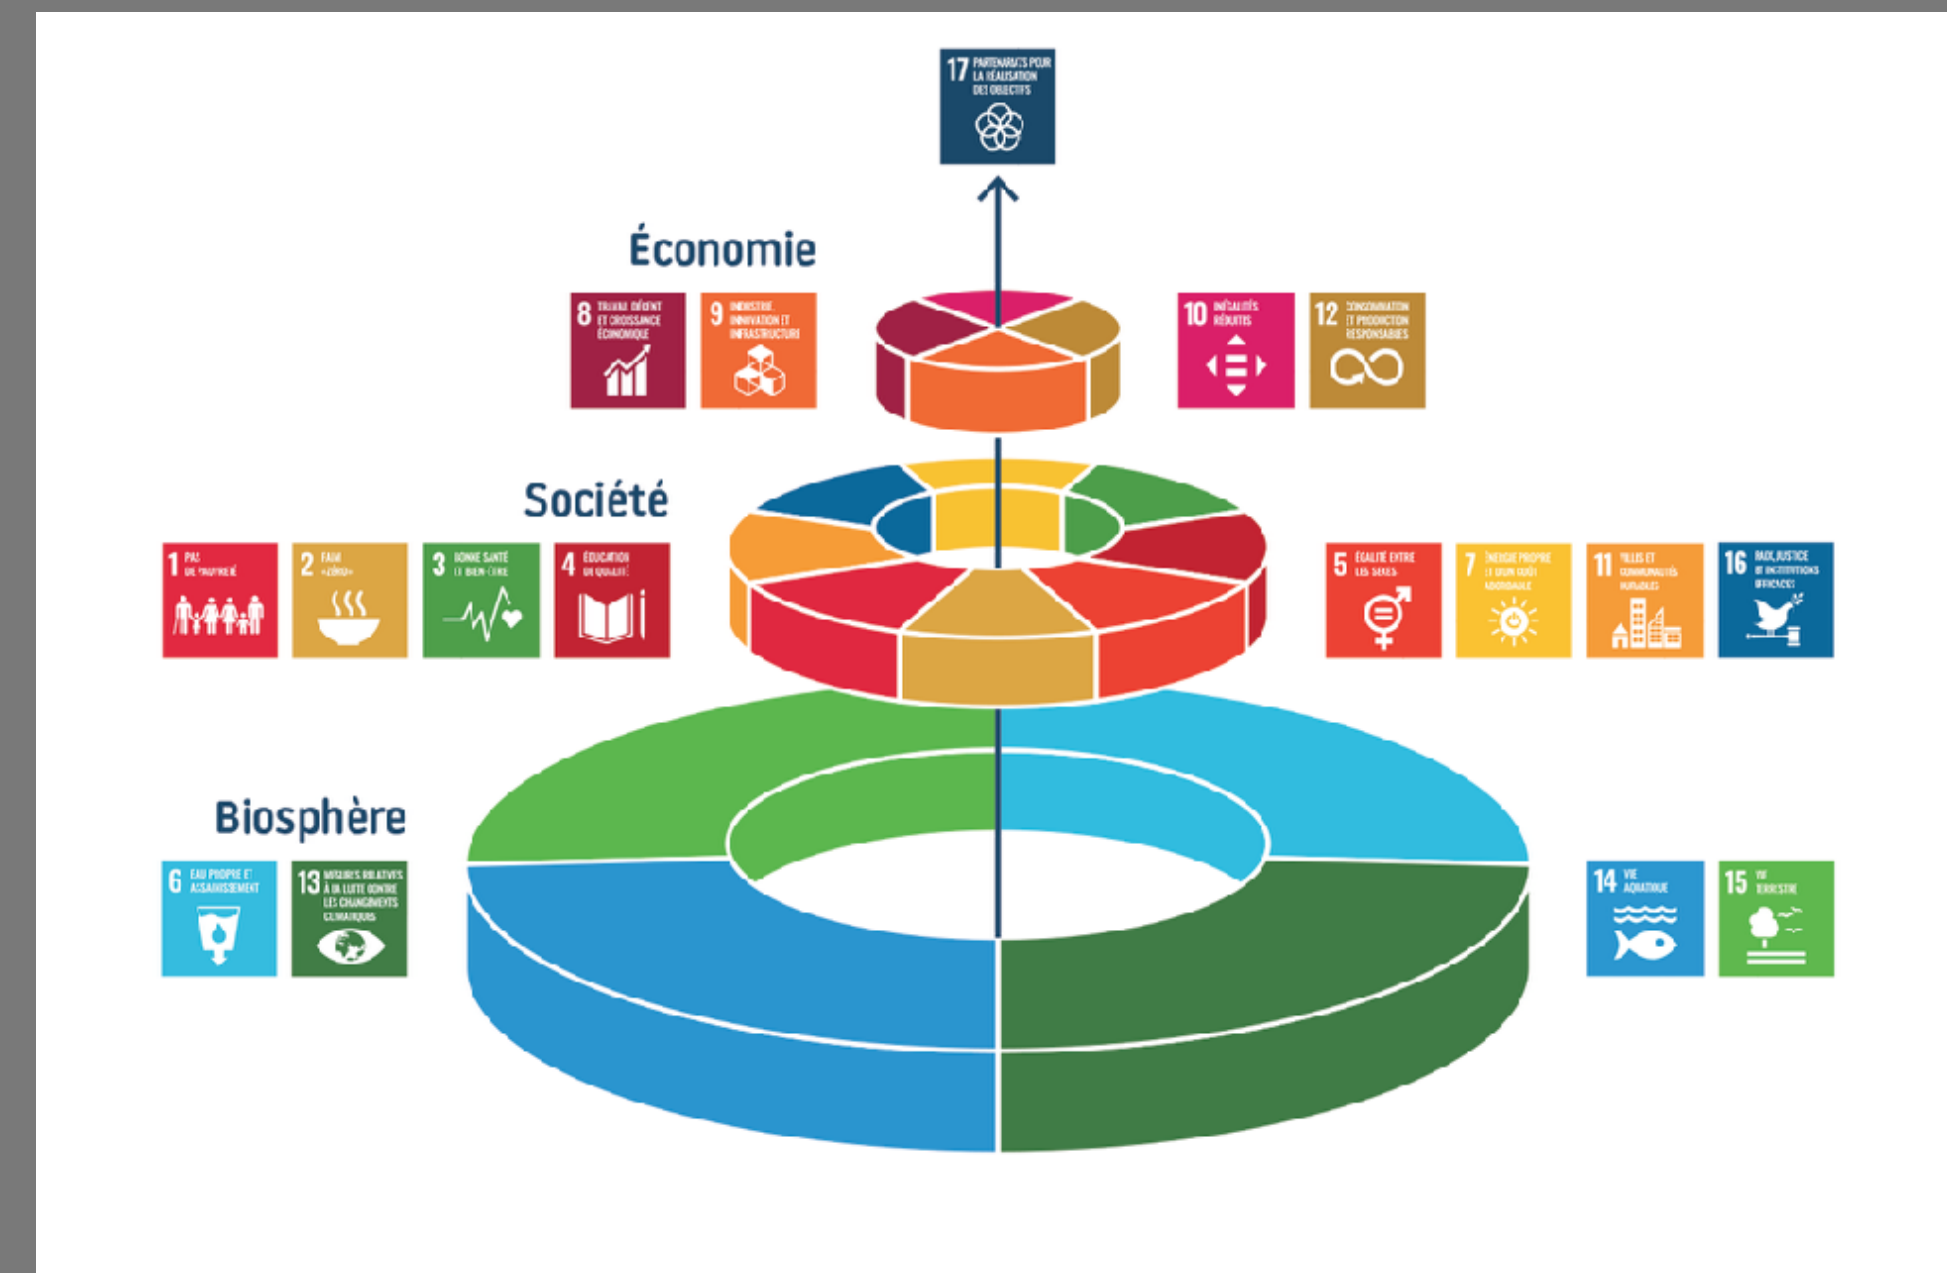 17 PARTENARIATS POUR
LA RÉALISATION
DES OBJECTIFS
Économie
8 TRAVAIL DÉCENT
ET CROISSANCE
ÉCONOMIQUE
9 INDUSTRIE,
INNOVATION ET
INFRASTRUCTURE
10 INÉGALITÉS
RÉDUITES
12 CONSOMMATION
ET PRODUCTION
RESPONSABLES
Société
1 PAS
DE PAUVRETÉ
2 FAIM
«ZÉRO»
3 BONNE SANTÉ
ET BIEN-ÊTRE
4 ÉDUCATION
DE QUALITÉ
5 ÉGALITÉ ENTRE
LES SEXES
7 ÉNERGIE PROPRE
ET D'UN COÛT
ABORDABLE
11 VILLES ET
COMMUNAUTÉS
DURABLES
16 PAIX, JUSTICE
ET INSTITUTIONS
EFFICACES
Biosphère
6 EAU PROPRE ET
ASSAINISSEMENT
13 MESURES RELATIVES
À LA LUTTE CONTRE
LES CHANGEMENTS
CLIMATIQUES
14 VIE
AQUATIQUE
15 VIE
TERRESTRE